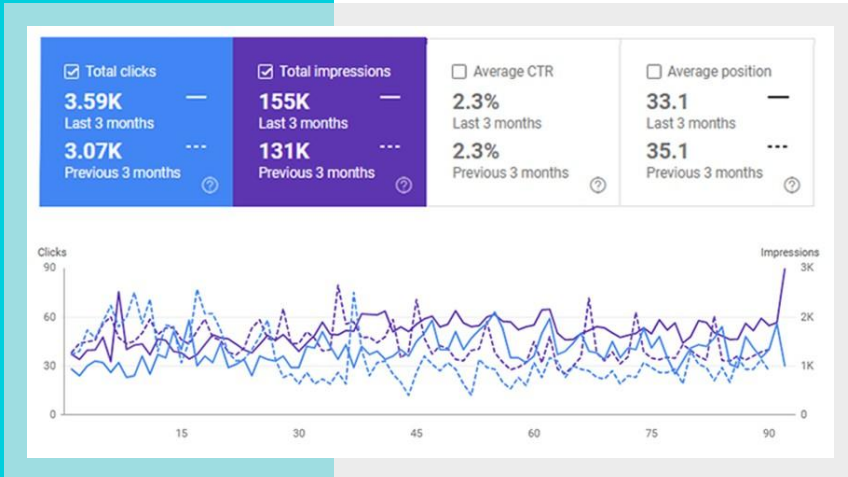 Total clicks
3.59K
Last 3 months
3.07K
Previous 3 months
Total impressions
155K
Last 3 months
131K
Previous 3 months
Average CTR
2.3%
Last 3 months
2.3%
Previous 3 months
Average position
33.1
Last 3 months
35.1
Previous 3 months
Clicks
Impressions
90
60
30
0
3K
2K
1K
0
15
30
45
60
75
90